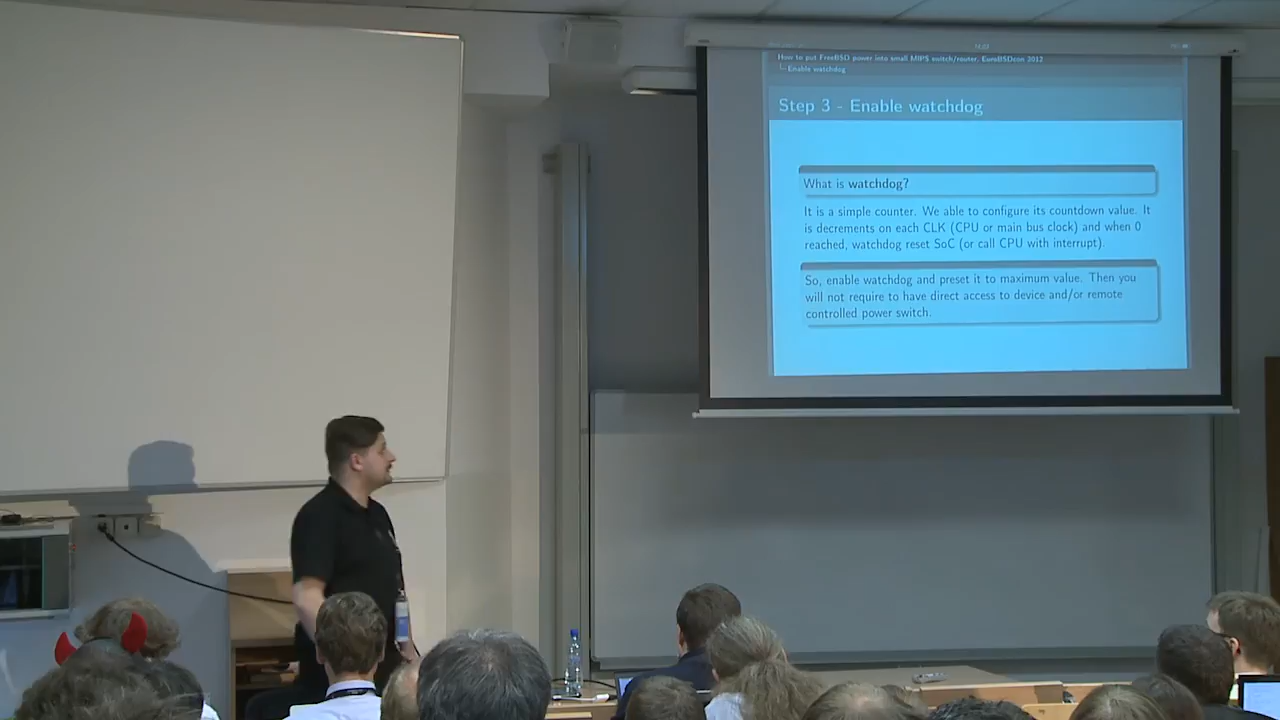 How to put FreeBSD power into small MIPS switch/router, EuroBSDcon 2012
Enable watchdog
Step 3 - Enable watchdog
What is watchdog?
It is a simple counter. We able to configure its countdown value. It
is decrements on each CLK (CPU or main bus clock) and when 0
reached, watchdog reset SoC (or call CPU with interrupt).
So, enable watchdog and preset it to maximum value. Then you
will not require to have direct access to device and/or remote
controlled power switch.